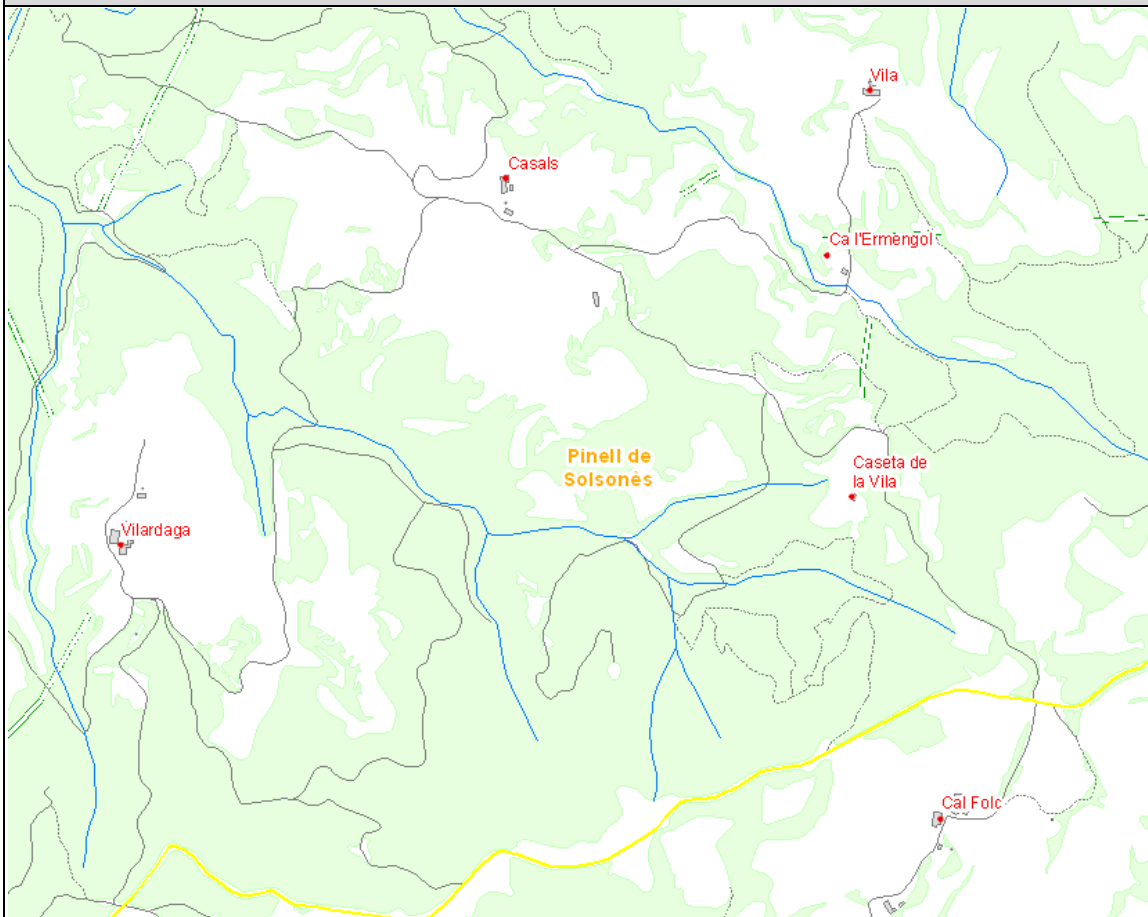 Vila
Casals
Ca l'Ermengol
Pinell de
Solsonès
Caseta de
la Vila
Vilardaga
Cal Folc